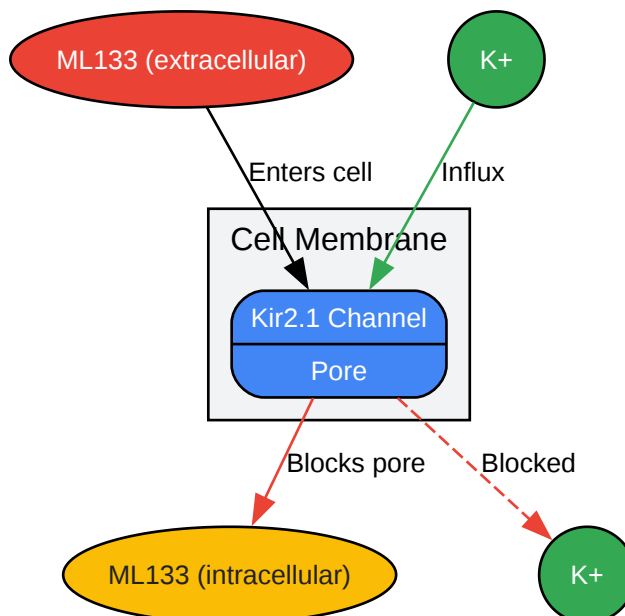 ML133 (extracellular)
K+
Enters cell
Influx
Cell Membrane
Kir2.1 Channel
Pore
Blocks pore
Blocked
ML133 (intracellular)
K+